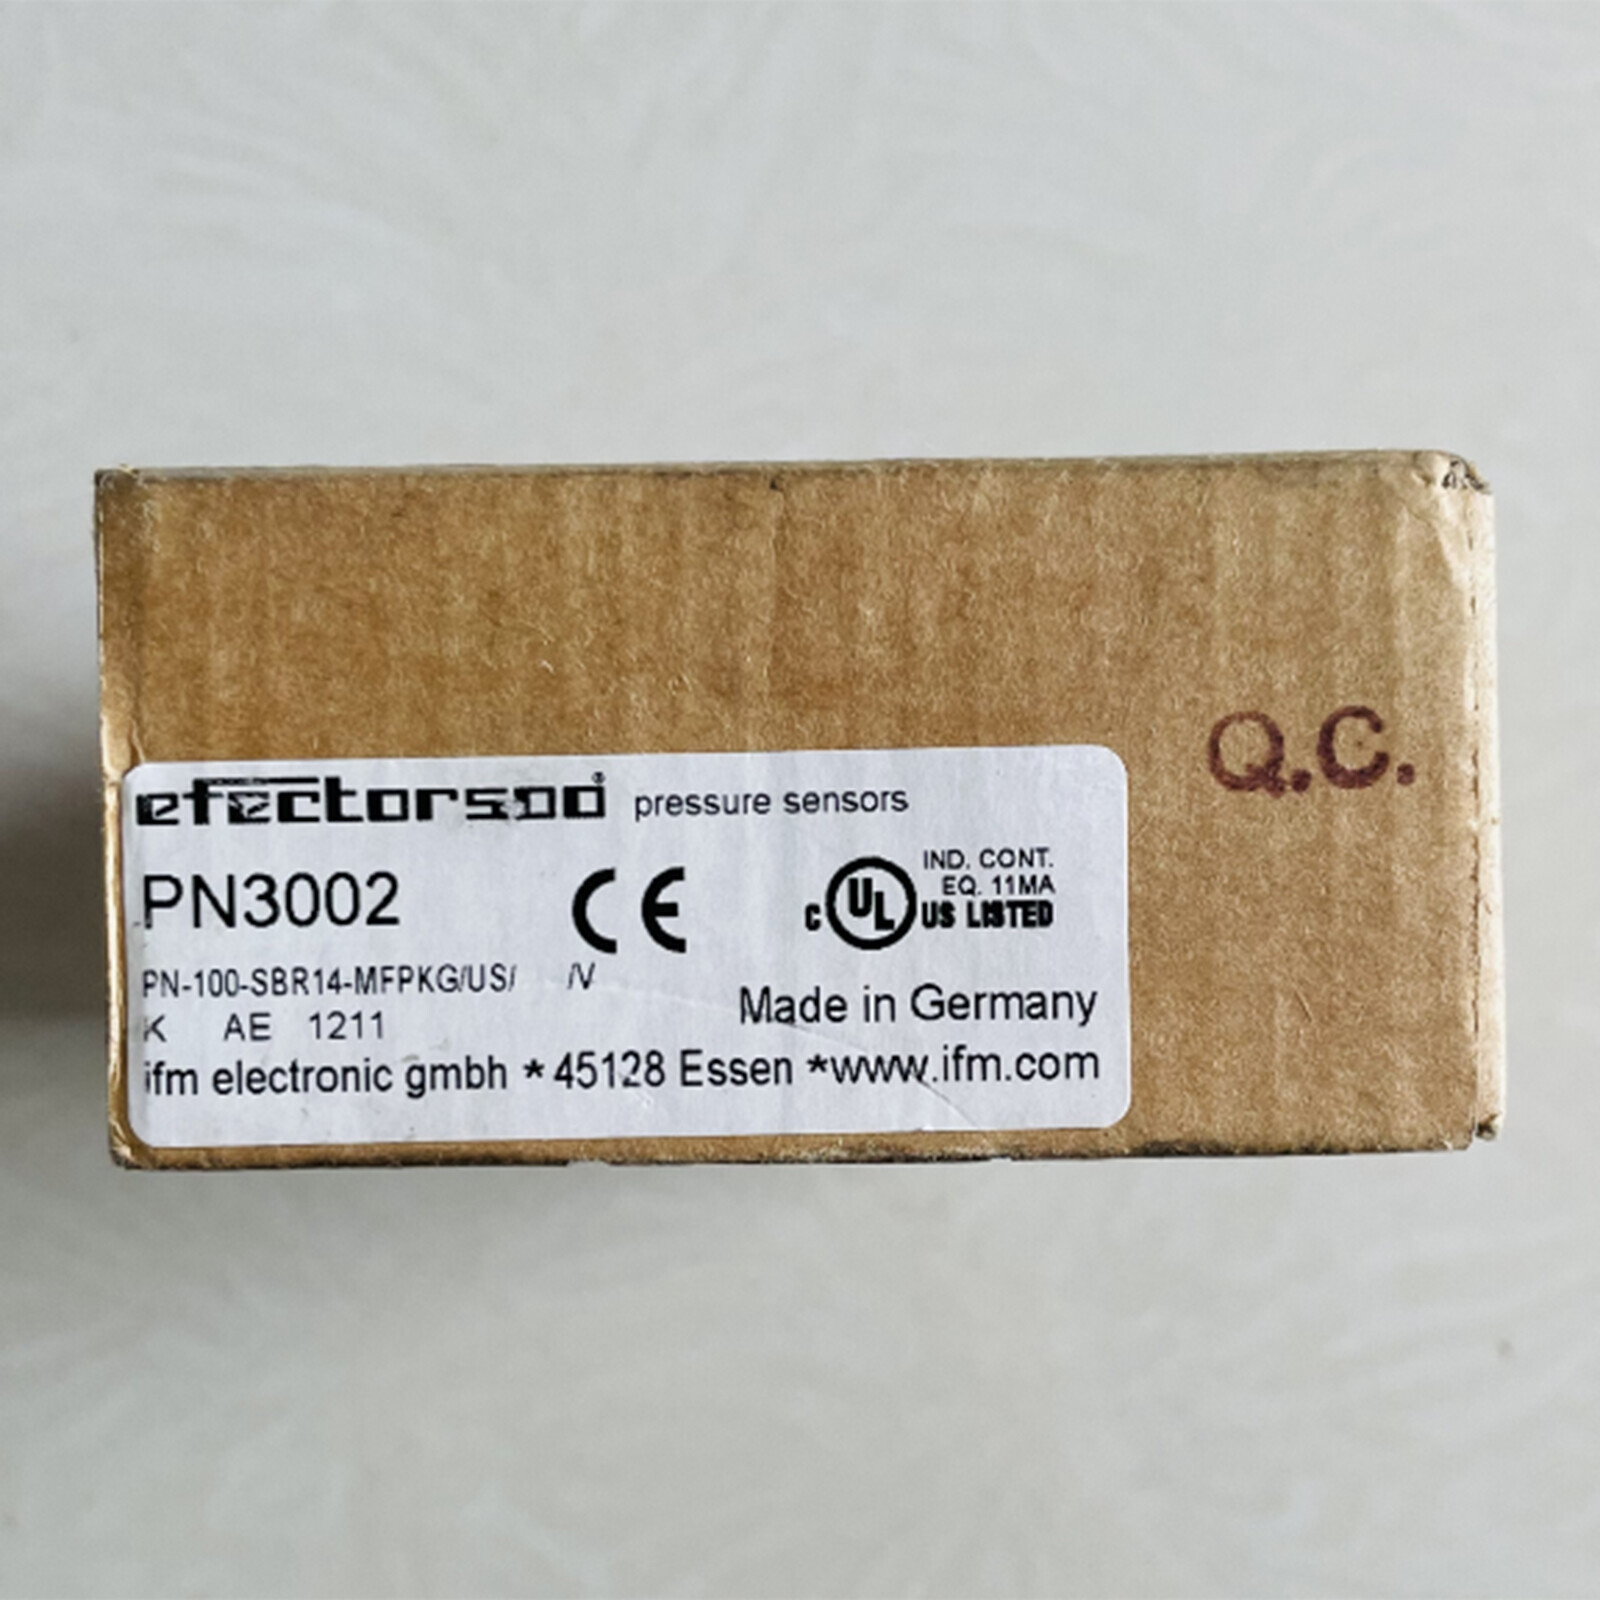 efector500® pressure sensors
Q.C.
PN3002
CE
IND. CONT.
EQ. 11MA
c UL US LISTED
PN-100-SBR14-MFPKG/US/ /V
K AE 1211
Made in Germany
ifm electronic gmbh * 45128 Essen *www.ifm.com